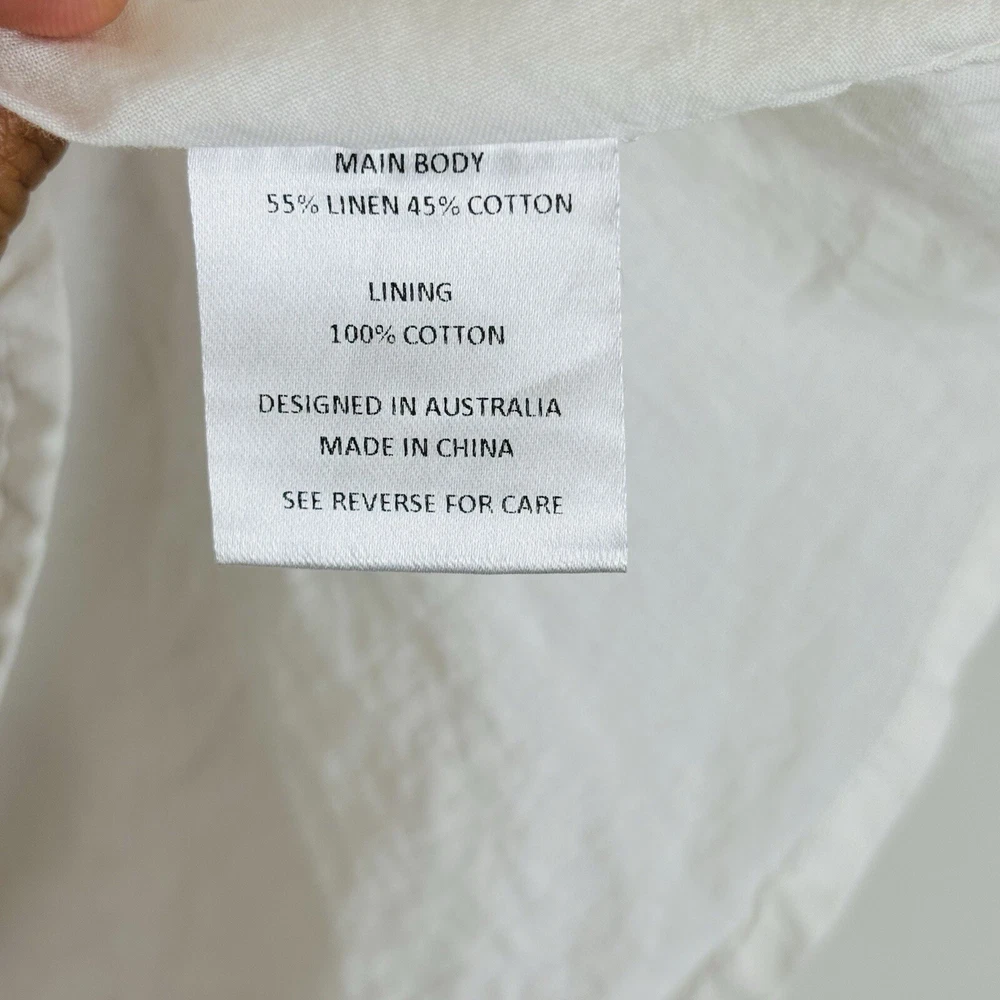 MAIN BODY
55% LINEN 45% COTTON
LINING
100% COTTON
DESIGNED IN AUSTRALIA
MADE IN CHINA
SEE REVERSE FOR CARE